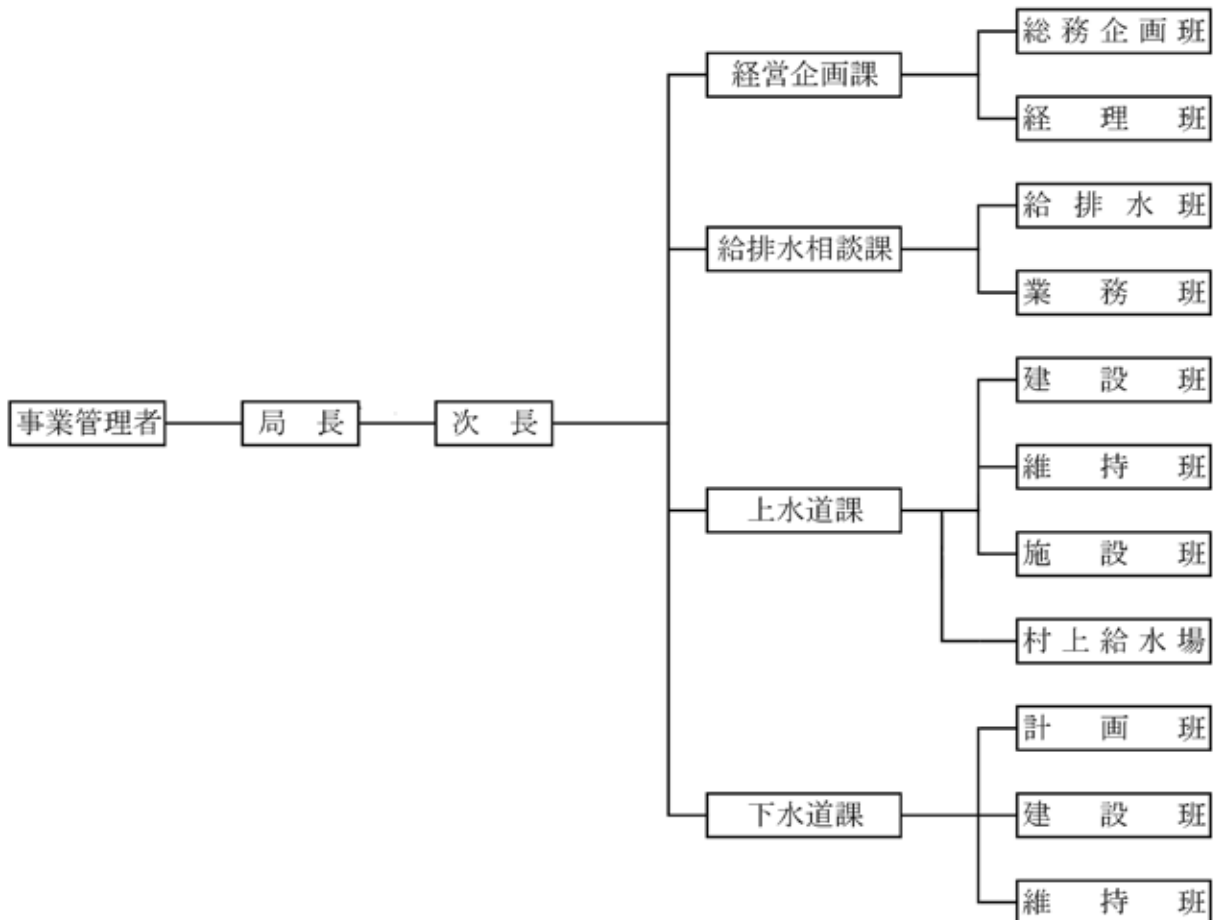 総務企画班
経営企画課
経理班
給排水班
給排水相談課
業務班
建設班
事業管理者
局長
次長
維持班
上水道課
施設班
村上給水場
計画班
下水道課
建設班
維持班